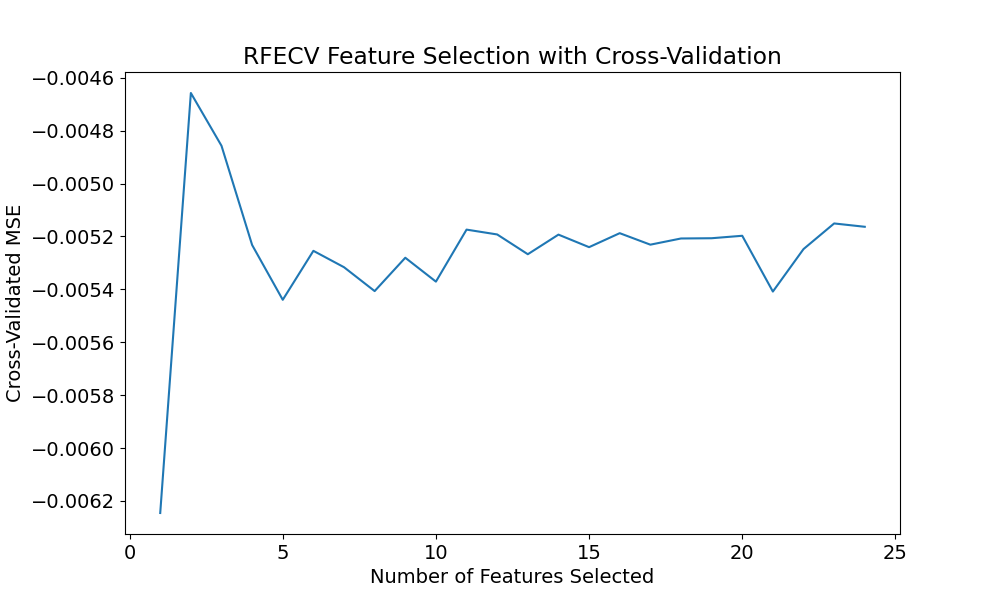 RFECV Feature Selection with Cross-Validation
Cross-Validated MSE
−0.0046
−0.0048
−0.0050
−0.0052
−0.0054
−0.0056
−0.0058
−0.0060
−0.0062
0 5 10 15 20 25
Number of Features Selected